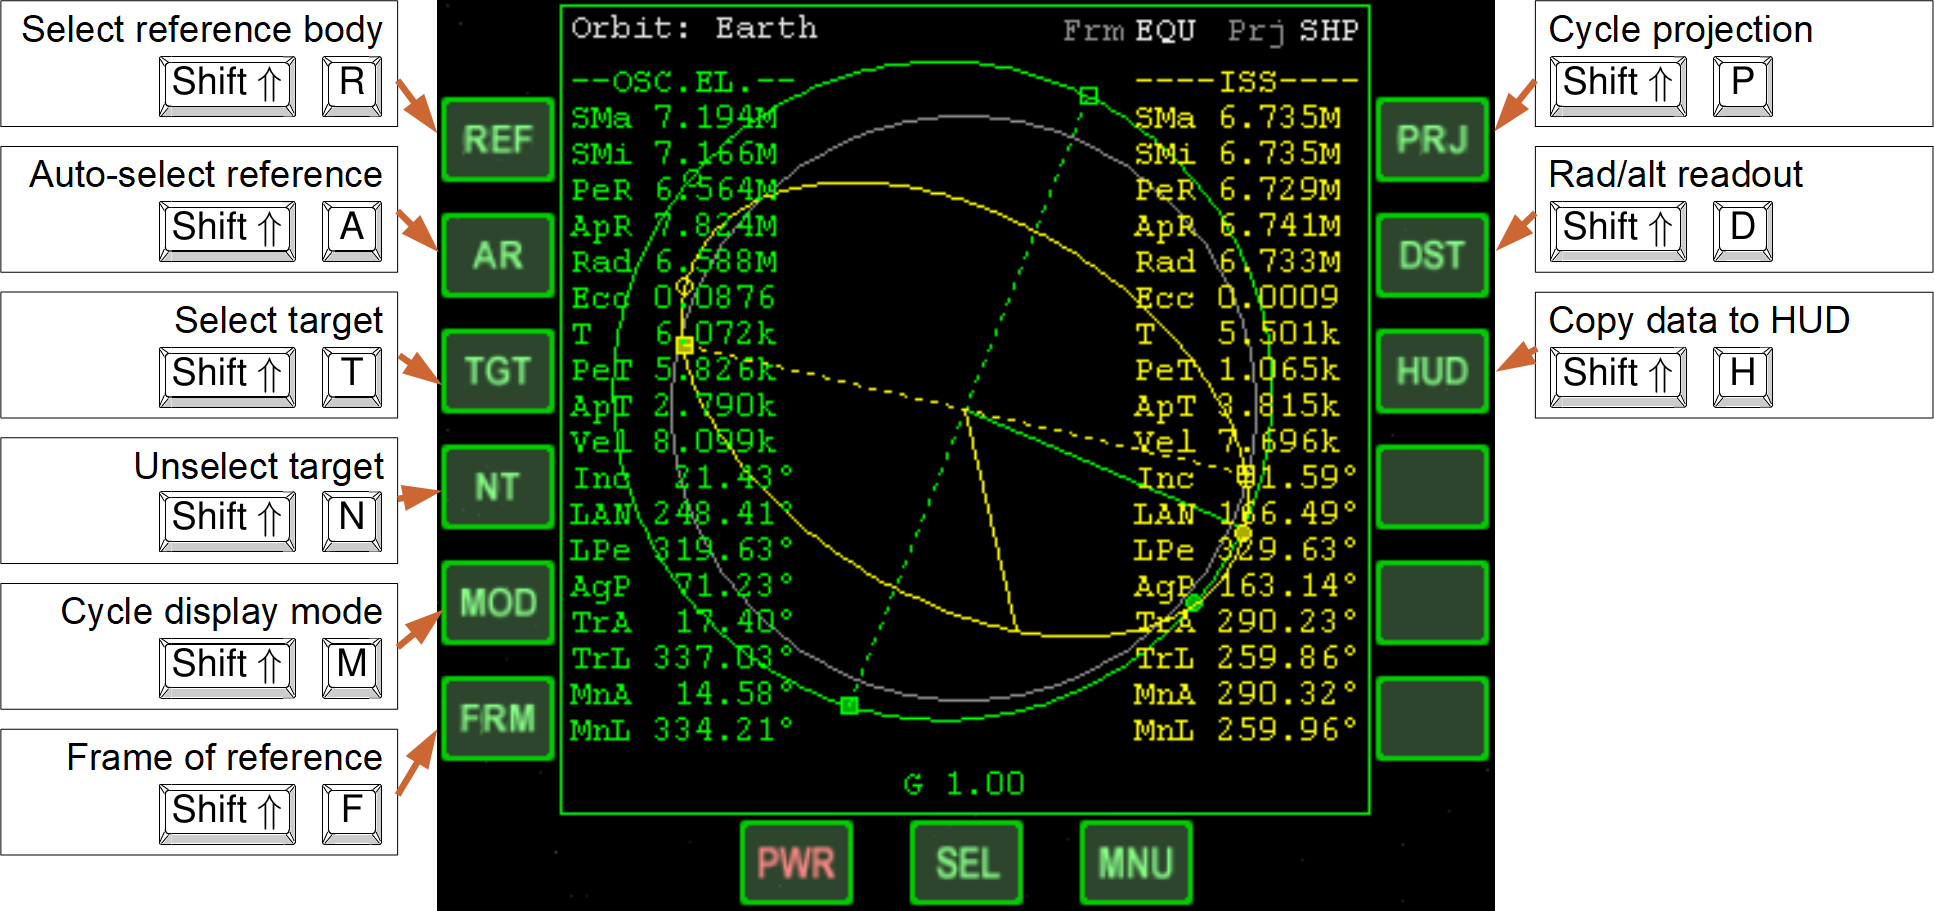 Select reference body
Shift ⇑ R
Auto-select reference
Shift ⇑ A
Select target
Shift ⇑ T
Unselect target
Shift ⇑ N
Cycle display mode
Shift ⇑ M
Frame of reference
Shift ⇑ F
REF
AR
TGT
NT
MOD
FRM
Orbit: Earth Frm EQU Prj SHP
--OSC.EL.--
SMa 7.194M
SMi 7.166M
PeR 6.564M
ApR 7.824M
Rad 6.588M
Ecc 0.0876
T 6.072k
PeT 5.826k
ApT 2.790k
Vel 8.099k
Inc 21.43°
LAN 248.41°
LPe 319.63°
AgP 71.23°
TrA 17.40°
TrL 337.03°
MnA 14.58°
MnL 334.21°
----ISS----
SMa 6.735M
SMi 6.735M
PeR 6.729M
ApR 6.741M
Rad 6.733M
Ecc 0.0009
T 5.501k
PeT 1.065k
ApT 3.815k
Vel 7.696k
Inc 1.59°
LAN 166.49°
LPe 329.63°
AgP 163.14°
TrA 290.23°
TrL 259.86°
MnA 290.32°
MnL 259.96°
G 1.00
PWR SEL MNU
PRJ
DST
HUD
Cycle projection
Shift ⇑ P
Rad/alt readout
Shift ⇑ D
Copy data to HUD
Shift ⇑ H